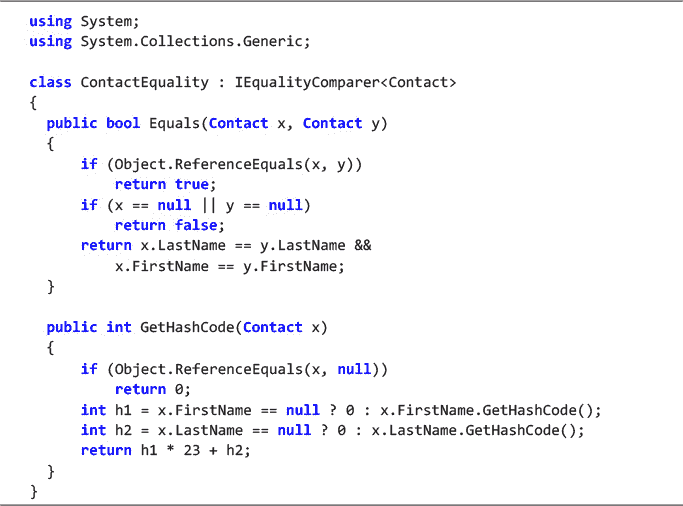 using System;
using System.Collections.Generic;

class ContactEquality : IEqualityComparer<Contact>
{
  public bool Equals(Contact x, Contact y)
  {
      if (Object.ReferenceEquals(x, y))
          return true;
      if (x == null || y == null)
          return false;
      return x.LastName == y.LastName &&
          x.FirstName == y.FirstName;
  }

  public int GetHashCode(Contact x)
  {
      if (Object.ReferenceEquals(x, null))
          return 0;
      int h1 = x.FirstName == null ? 0 : x.FirstName.GetHashCode();
      int h2 = x.LastName == null ? 0 : x.LastName.GetHashCode();
      return h1 * 23 + h2;
  }
}